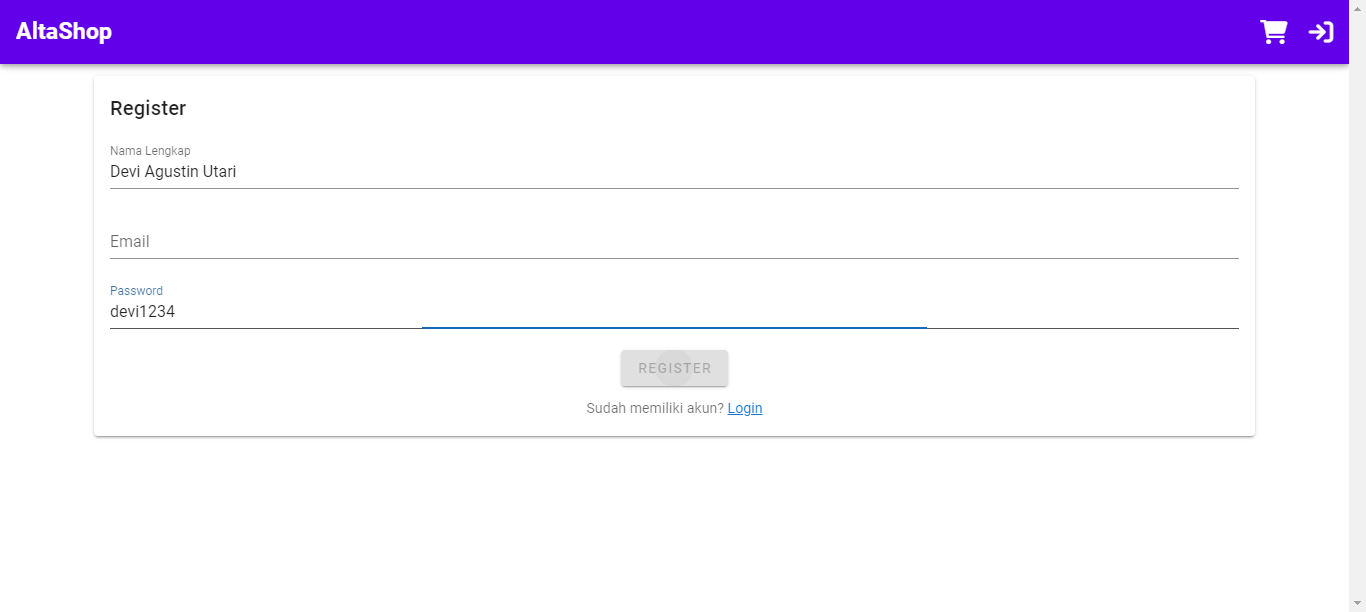 AltaShop
Register
Nama Lengkap
Devi Agustin Utari
Email
Password
devi1234
REGISTER
Sudah memiliki akun? Login